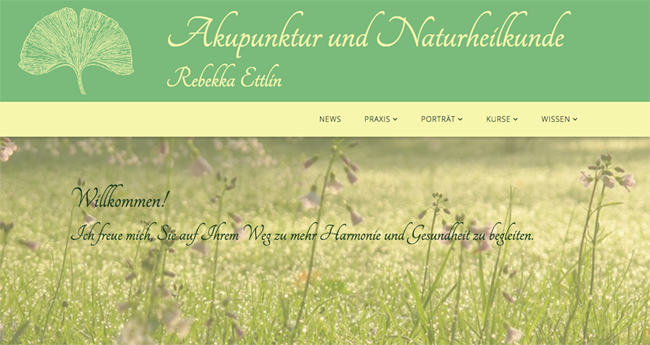 Akupunktur und Naturheilkunde
Rebekka Ettlin
NEWS PRAXIS PORTRÄT KURSE WISSEN
Willkommen!
Ich freue mich, Sie auf Ihrem Weg zu mehr Harmonie und Gesundheit zu begleiten.